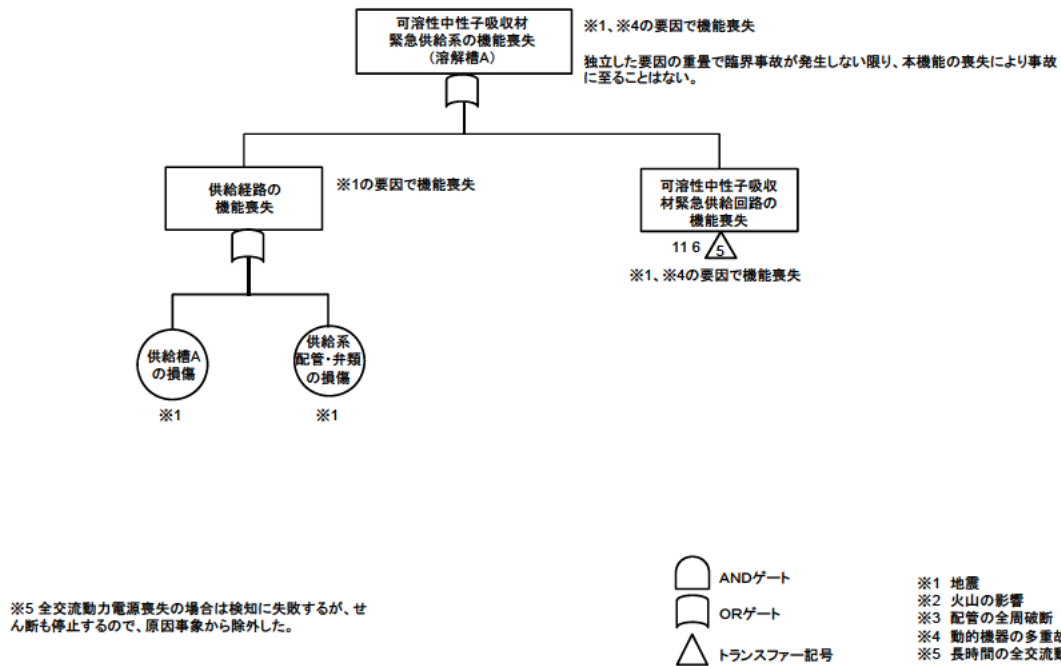 可溶性中性子吸収材
緊急供給系の機能喪失
(溶解槽A)
※1、※4の要因で機能喪失
独立した要因の重畳で臨界事故が発生しない限り、本機能の喪失により事故
に至ることはない。
供給経路の
機能喪失
※1の要因で機能喪失
可溶性中性子吸収
材緊急供給回路の
機能喪失
11 6
5
※1、※4の要因で機能喪失
供給槽A
の損傷
※1
供給系
配管・弁類
の損傷
※1
※5 全交流動力電源喪失の場合は検知に失敗するが、せ
ん断も停止するので、原因事象から除外した。
ANDゲート
ORゲート
トランスファー記号
※1 地震
※2 火山の影響
※3 配管の全周破断
※4 動的機器の多重故
※5 長時間の全交流動